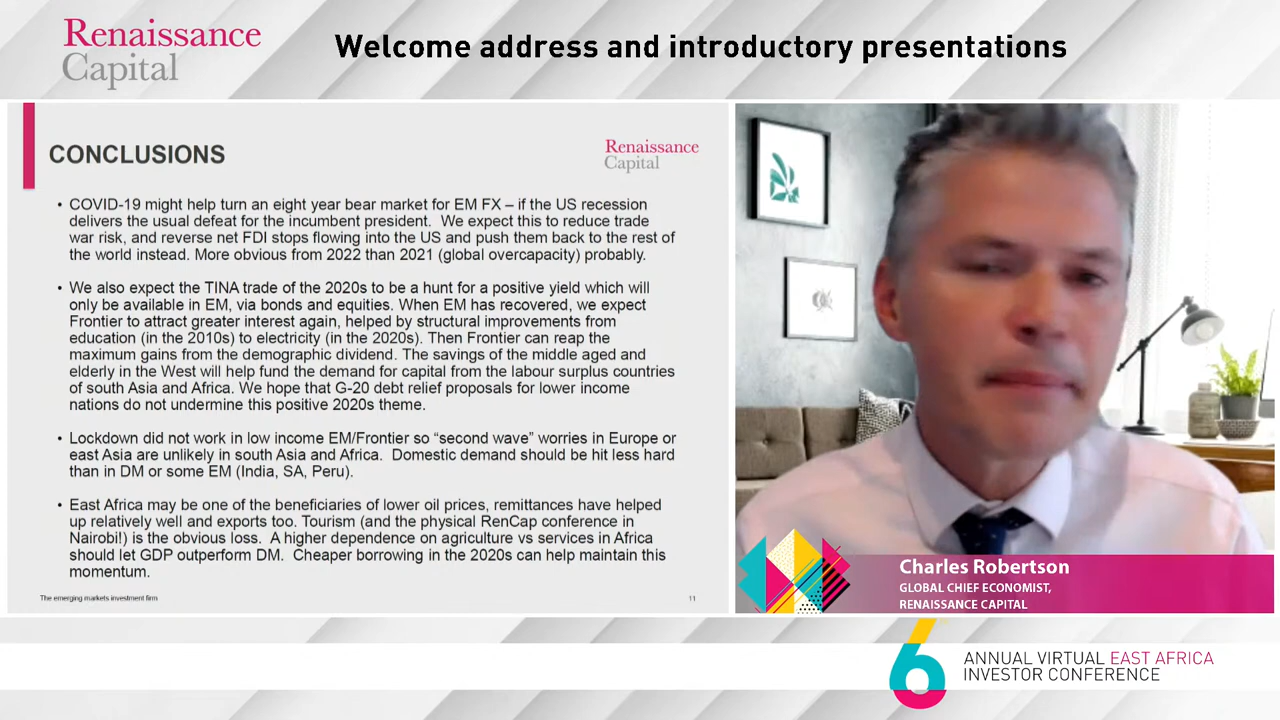 Renaissance
Capital
Welcome address and introductory presentations
CONCLUSIONS
Renaissance
Capital
• COVID-19 might help turn an eight year bear market for EM FX – if the US recession
delivers the usual defeat for the incumbent president. We expect this to reduce trade
war risk, and reverse net FDI stops flowing into the US and push them back to the rest of
the world instead. More obvious from 2022 than 2021 (global overcapacity) probably.
• We also expect the TINA trade of the 2020s to be a hunt for a positive yield which will
only be available in EM, via bonds and equities. When EM has recovered, we expect
Frontier to attract greater interest again, helped by structural improvements from
education (in the 2010s) to electricity (in the 2020s). Then Frontier can reap the
maximum gains from the demographic dividend. The savings of the middle aged and
elderly in the West will help fund the demand for capital from the labour surplus countries
of south Asia and Africa. We hope that G-20 debt relief proposals for lower income
nations do not undermine this positive 2020s theme.
• Lockdown did not work in low income EM/Frontier so “second wave” worries in Europe or
east Asia are unlikely in south Asia and Africa. Domestic demand should be hit less hard
than in DM or some EM (India, SA, Peru).
• East Africa may be one of the beneficiaries of lower oil prices, remittances have helped
up relatively well and exports too. Tourism (and the physical RenCap conference in
Nairobi!) is the obvious loss. A higher dependence on agriculture vs services in Africa
should let GDP outperform DM. Cheaper borrowing in the 2020s can help maintain this
momentum.
The emerging markets investment firm
11
Charles Robertson
GLOBAL CHIEF ECONOMIST,
RENAISSANCE CAPITAL
6
ANNUAL VIRTUAL EAST AFRICA
INVESTOR CONFERENCE